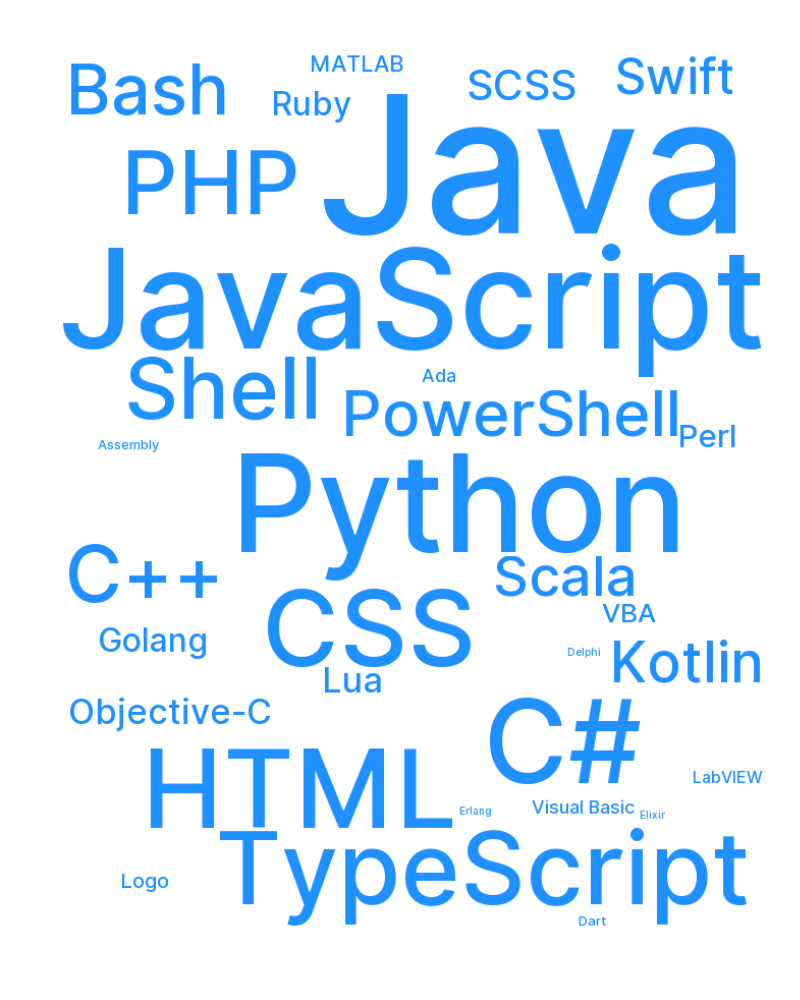 MATLAB
Bash
SCSS
Swift
Ruby
PHP
Java
JavaScript
Shell
Ada
PowerShell
Perl
Assembly
Python
C++
Scala
CSS
VBA
Golang
Delphi
Kotlin
Lua
Objective-C
C#
HTML
LabVIEW
Erlang
Visual Basic
Elixir
TypeScript
Logo
Dart